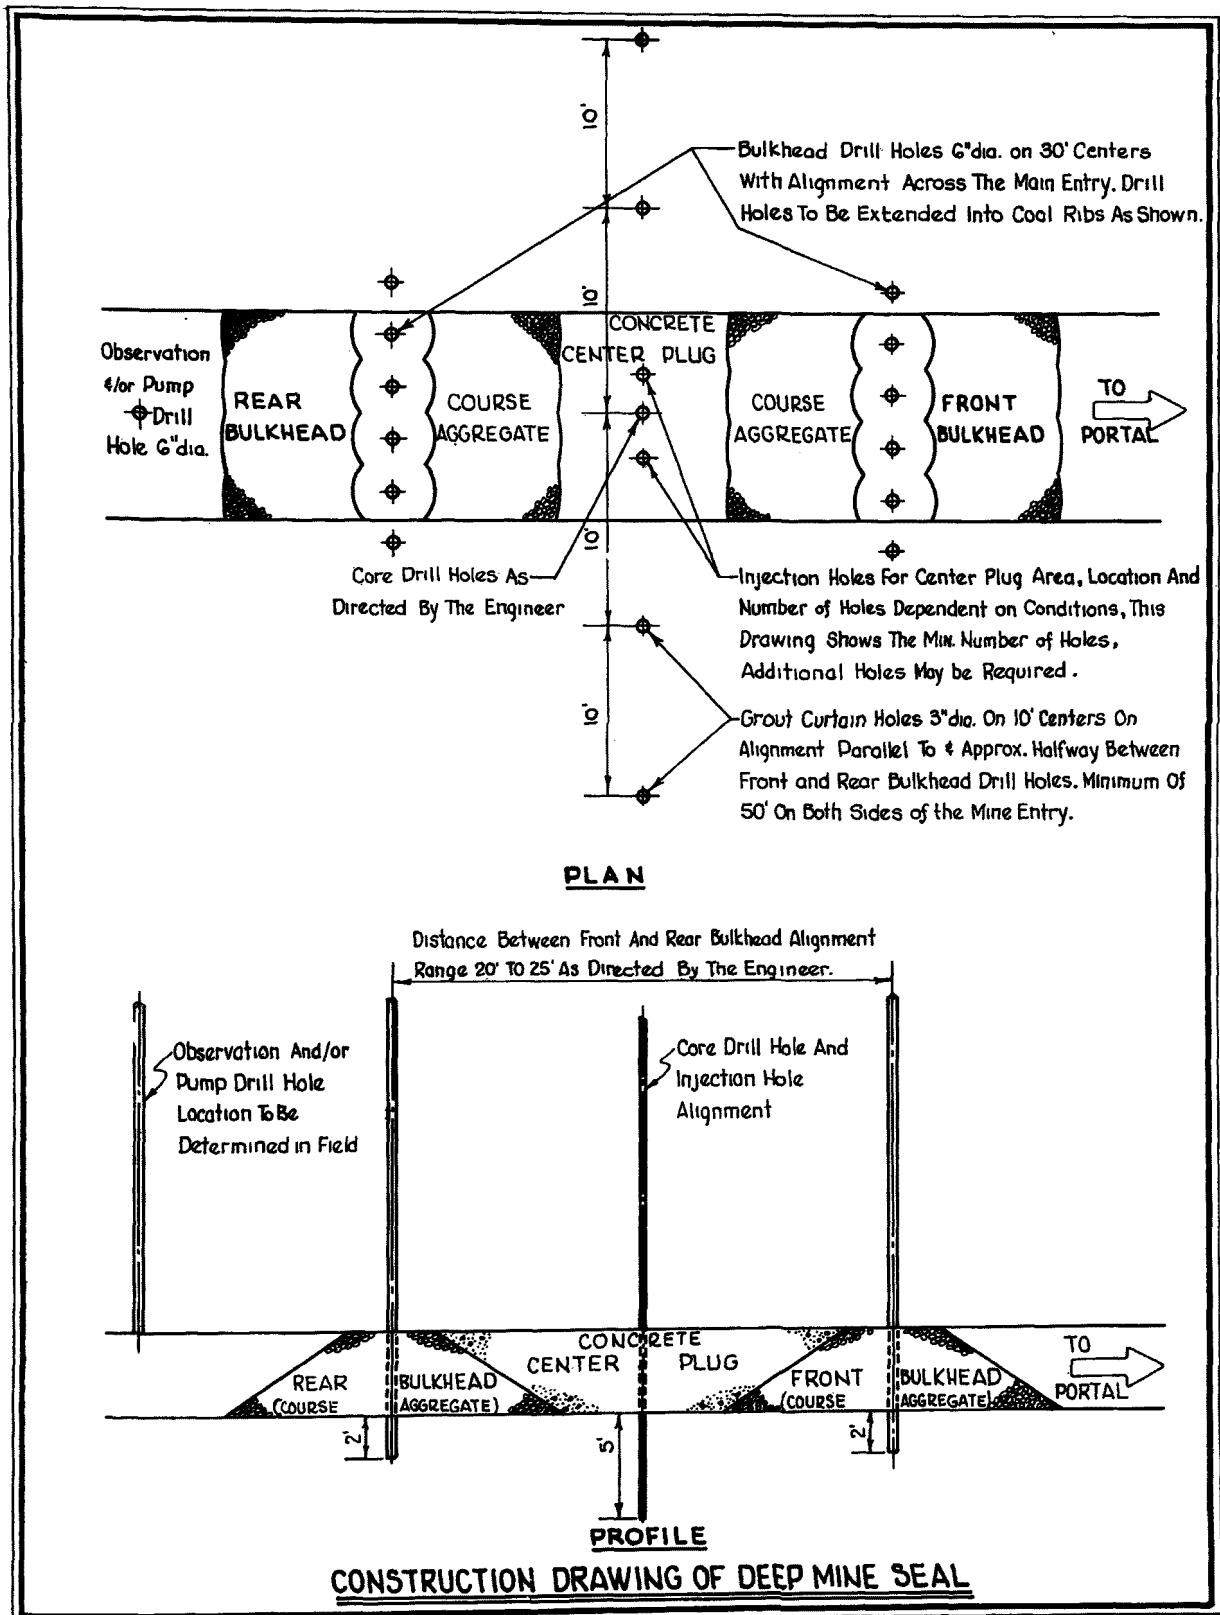 10'
Bulkhead Drill Holes 6"dia. on 30' Centers
With Alignment Across The Main Entry. Drill
Holes To Be Extended Into Coal Ribs As Shown.
10'
Observation
&/or Pump
Drill
Hole 6"dia.
REAR
BULKHEAD
COURSE
AGGREGATE
CONCRETE
CENTER PLUG
COURSE
AGGREGATE
FRONT
BULKHEAD
TO
PORTAL
10'
Core Drill Holes As
Directed By The Engineer
Injection Holes For Center Plug Area, Location And
Number of Holes Dependent on Conditions, This
Drawing Shows The Min. Number of Holes,
Additional Holes May be Required.
10'
Grout Curtain Holes 3"dia. On 10' Centers On
Alignment Parallel To & Approx. Halfway Between
Front and Rear Bulkhead Drill Holes. Minimum Of
50' On Both Sides of the Mine Entry.
PLAN
Distance Between Front And Rear Bulkhead Alignment
Range 20' TO 25' As Directed By The Engineer.
Observation And/or
Pump Drill Hole
Location To Be
Determined in Field
Core Drill Hole And
Injection Hole
Alignment
CONCRETE
CENTER PLUG
REAR BULKHEAD
(COURSE AGGREGATE)
FRONT BULKHEAD
(COURSE AGGREGATE)
TO
PORTAL
2'
5'
2'
PROFILE
CONSTRUCTION DRAWING OF DEEP MINE SEAL